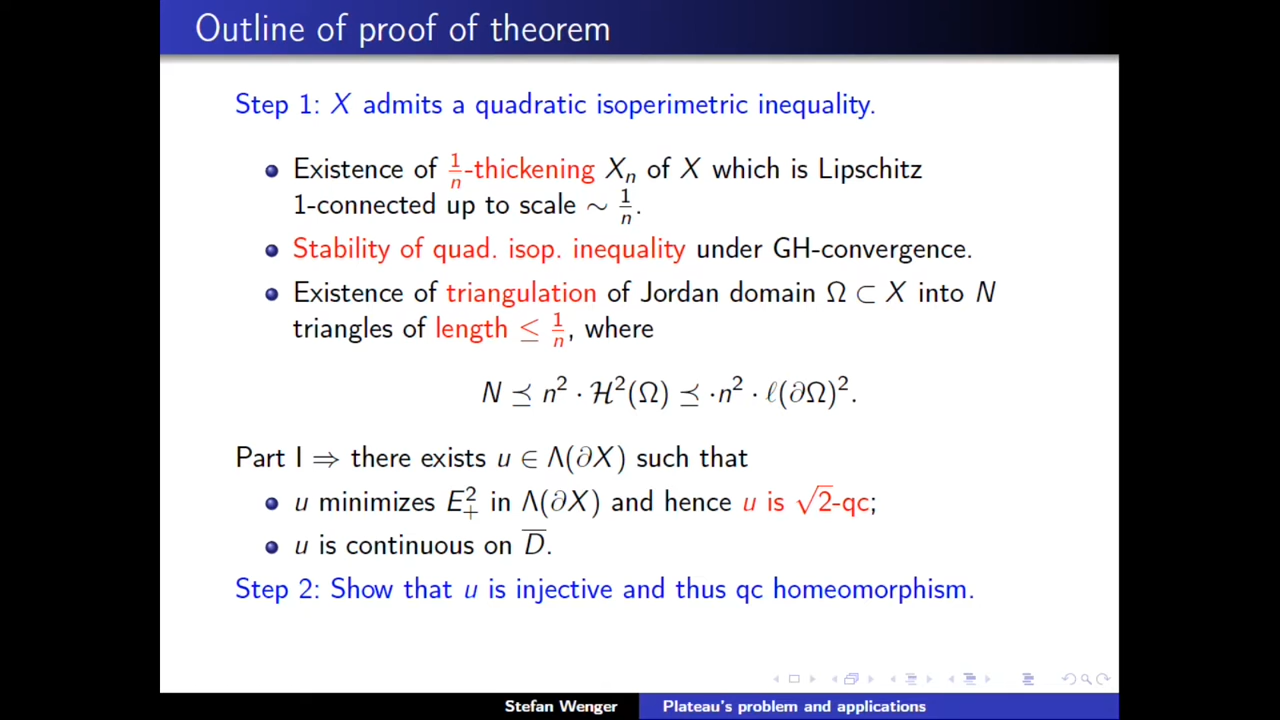 Outline of proof of theorem
Step 1: X admits a quadratic isoperimetric inequality.
Existence of 1/n-thickening Xₙ of X which is Lipschitz
1-connected up to scale ∼ 1/n.
Stability of quad. isop. inequality under GH-convergence.
Existence of triangulation of Jordan domain Ω ⊂ X into N
triangles of length ≤ 1/n, where
N ⪯ n² · ℋ²(Ω) ⪯ ·n² · ℓ(∂Ω)².
Part I ⇒ there exists u ∈ Λ(∂X) such that
u minimizes E₊² in Λ(∂X) and hence u is √2-qc;
u is continuous on D̅.
Step 2: Show that u is injective and thus qc homeomorphism.
Stefan Wenger
Plateau's problem and applications